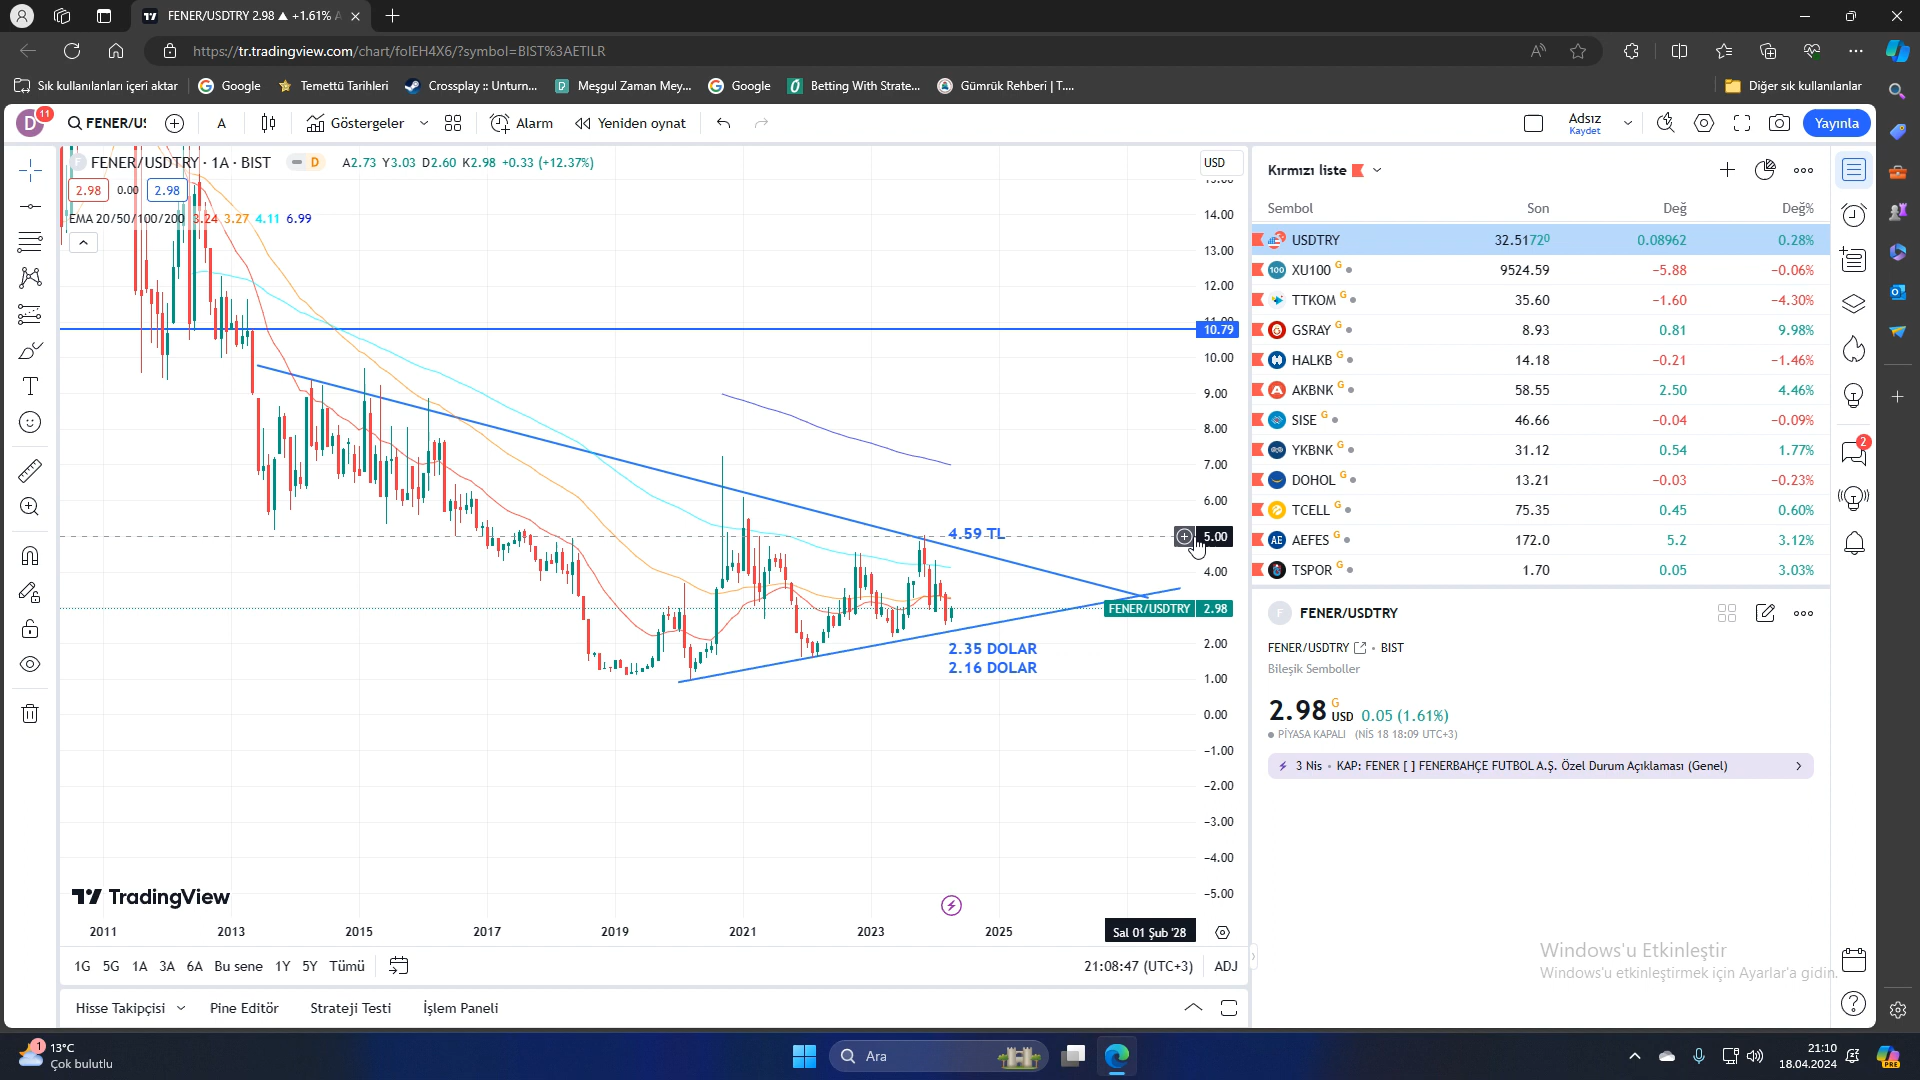 FENER/USDTRY 2.98 ▲ +1.61%
https://tr.tradingview.com/chart/folEH4X6/?symbol=BIST%3AETILR
Sık kullanılanları içeri aktar
Google
Temettü Tarihleri
Crossplay :: Unturn...
Meşgul Zaman Mey...
Google
Betting With Strate...
Gümrük Rehberi | T....
Diğer sık kullanılanlar
D
11
FENER/U
A
Göstergeler
Alarm
Yeniden oynat
Adsız
Kaydet
Yayınla
FENER/USDTRY · 1A · BIST
D
A2.73 Y3.03 D2.60 K2.98 +0.33 (+12.37%)
2.98 0.00 2.98
EMA 20/50/100/200 3.24 3.27 4.11 6.99
USD
14.00
13.00
12.00
10.79
10.00
9.00
8.00
7.00
6.00
5.00
4.00
FENER/USDTRY 2.98
2.00
1.00
0.00
-1.00
-2.00
-3.00
-4.00
-5.00
4.59 TL
2.35 DOLAR
2.16 DOLAR
TradingView
2011 2013 2015 2017 2019 2021 2023 2025
Sal 01 Şub '28
1G 5G 1A 3A 6A Bu sene 1Y 5Y Tümü
21:08:47 (UTC+3) ADJ
Hisse Takipçisi Pine Editör Strateji Testi İşlem Paneli
Kırmızı liste
Sembol Son Değ Değ%
USDTRY 32.5172⁰ 0.08962 0.28%
100 XU100 G 9524.59 -5.88 -0.06%
TTKOM G 35.60 -1.60 -4.30%
GSRAY G 8.93 0.81 9.98%
HALKB G 14.18 -0.21 -1.46%
AKBNK G 58.55 2.50 4.46%
SISE G 46.66 -0.04 -0.09%
YKBNK G 31.12 0.54 1.77%
DOHOL G 13.21 -0.03 -0.23%
TCELL G 75.35 0.45 0.60%
AE AEFES G 172.0 5.2 3.12%
TSPOR G 1.70 0.05 3.03%
F FENER/USDTRY
FENER/USDTRY · BIST
Bileşik Semboller
2.98 G USD 0.05 (1.61%)
PİYASA KAPALI (NİS 18 18:09 UTC+3)
3 Nis · KAP: FENER [ ] FENERBAHÇE FUTBOL A.Ş. Özel Durum Açıklaması (Genel)
2
Windows'u Etkinleştir
Windows'u etkinleştirmek için Ayarlar'a gidin.
1
13°C
Çok bulutlu
Ara
21:10
18.04.2024
PRE